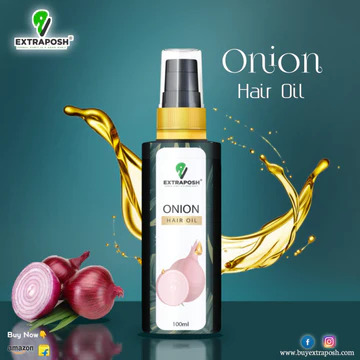 EXTRAPOSH®
Onion
Hair Oil
EXTRAPOSH®
ONION
HAIR OIL
100ml
Buy Now👇
amazon
www.buyextraposh.com